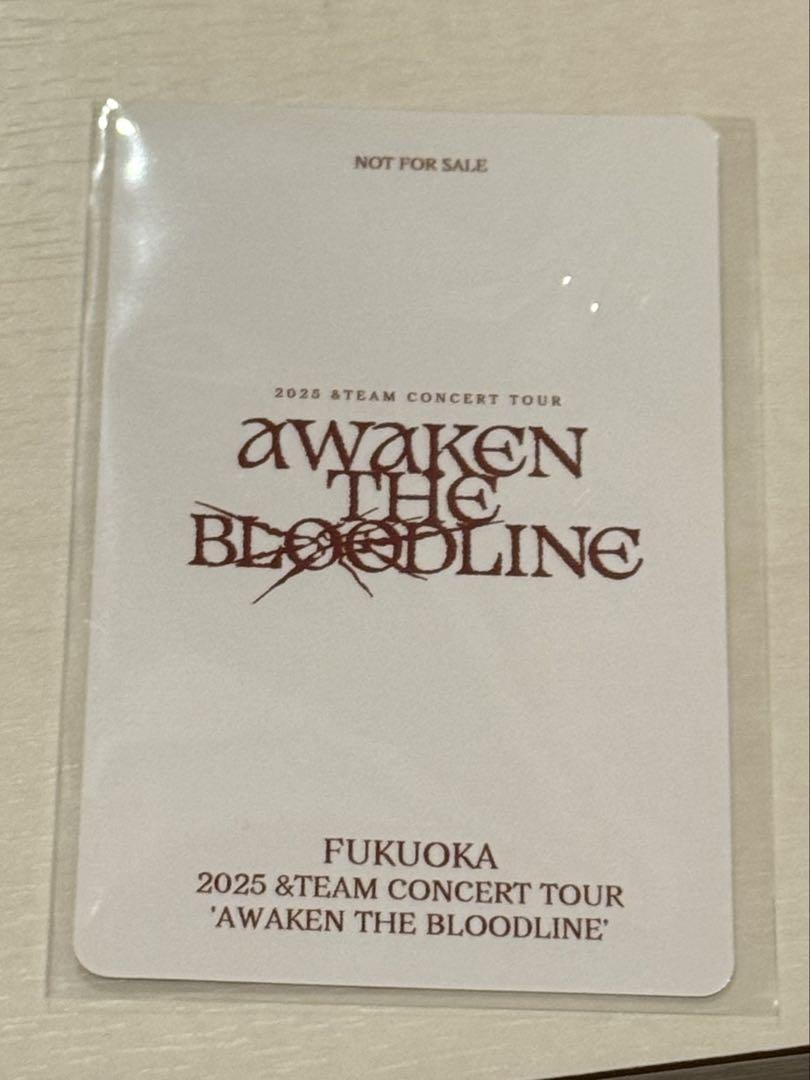 NOT FOR SALE
2025 &TEAM CONCERT TOUR
AWAKEN
THE
BLOODLINE
FUKUOKA
2025 &TEAM CONCERT TOUR
'AWAKEN THE BLOODLINE'